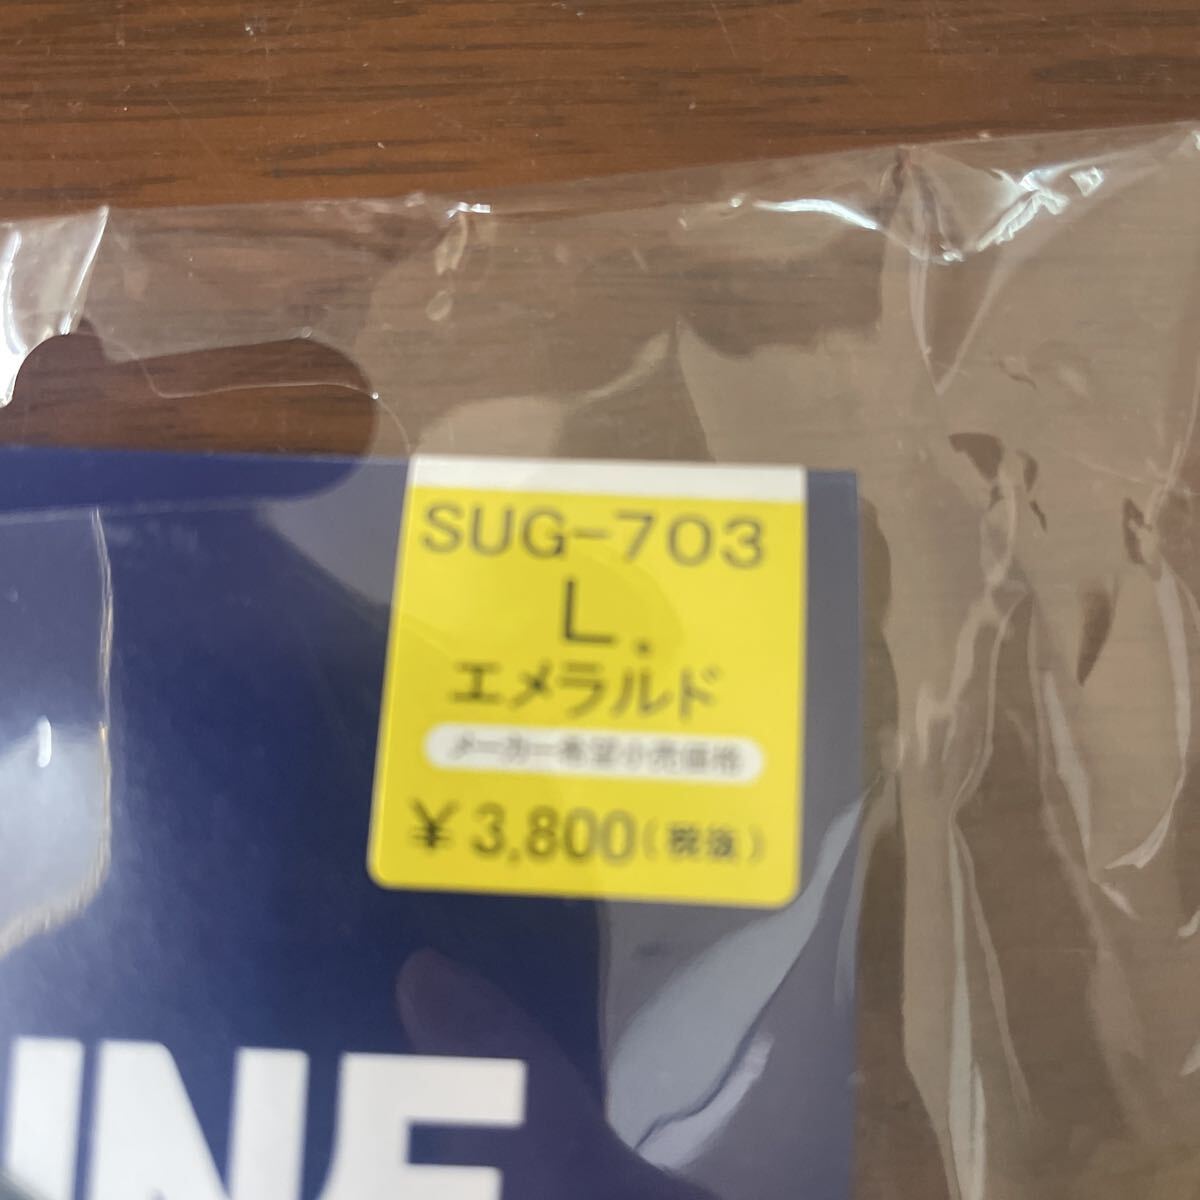 SUG-703
L.
エメラルド
メーカー希望小売価格
¥3,800(税抜)
INE